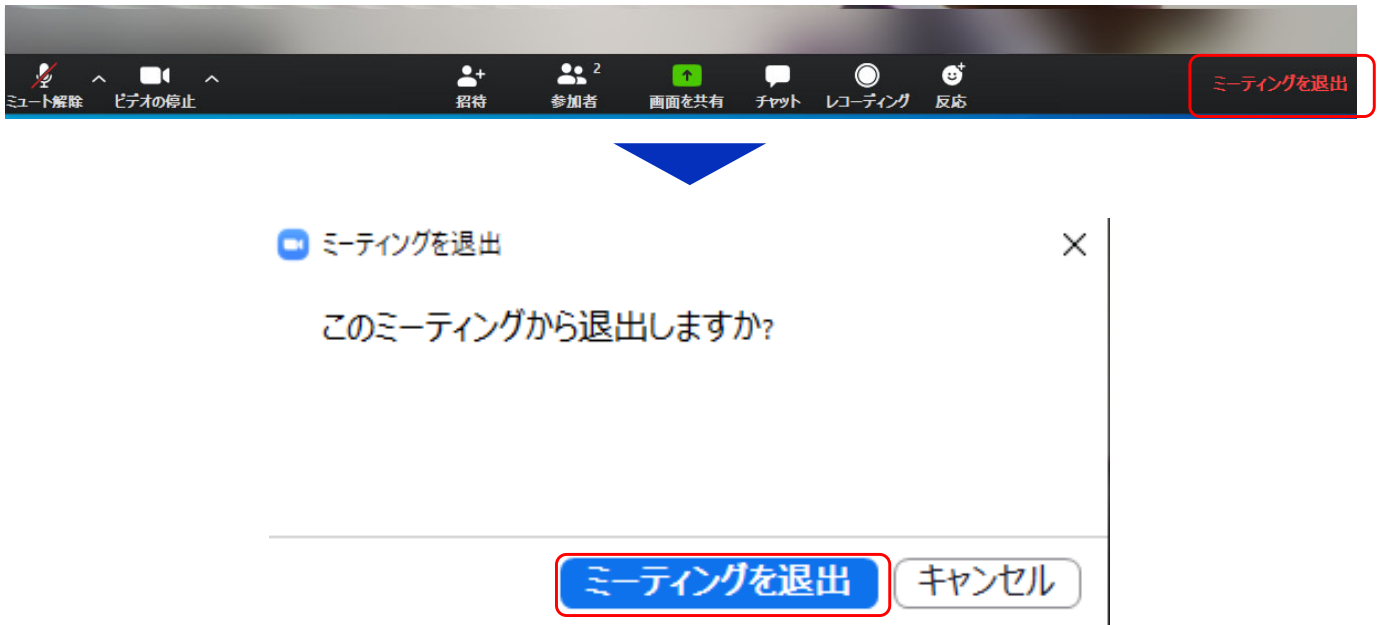 2
ミュート解除 ビデオの停止 招待 参加者 画面を共有 チャット レコーディング 反応 ミーティングを退出
ミーティングを退出
このミーティングから退出しますか?
ミーティングを退出 キャンセル